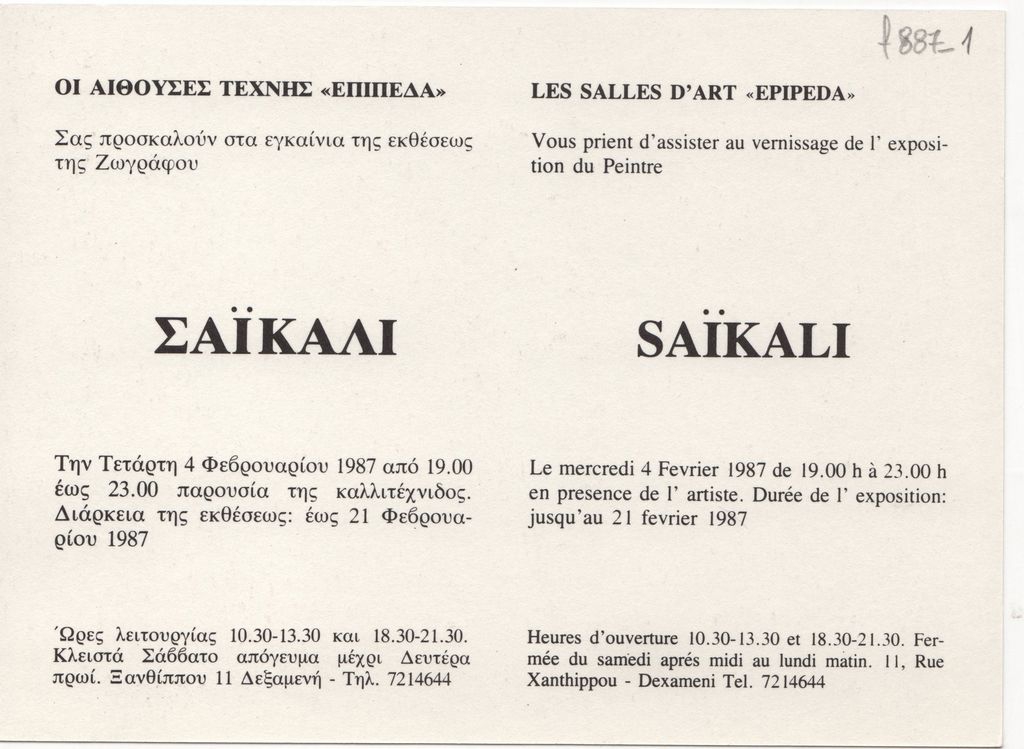 f 887-1
ΟΙ ΑΙΘΟΥΣΕΣ ΤΕΧΝΗΣ «ΕΠΙΠΕΔΑ»
Σας προσκαλούν στα εγκαίνια της εκθέσεως
της Ζωγράφου
ΣΑΪΚΑΛΙ
Την Τετάρτη 4 Φεβρουαρίου 1987 από 19.00
έως 23.00 παρουσία της καλλιτέχνιδος.
Διάρκεια της εκθέσεως: έως 21 Φεβρουα-
ρίου 1987
Ώρες λειτουργίας 10.30-13.30 και 18.30-21.30.
Κλειστά Σάββατο απόγευμα μέχρι Δευτέρα
πρωί. Ξανθίππου 11 Δεξαμενή - Τηλ. 7214644
LES SALLES D'ART «EPIPEDA»
Vous prient d'assister au vernissage de l' exposi-
tion du Peintre
SAÏKALI
Le mercredi 4 Fevrier 1987 de 19.00 h à 23.00 h
en presence de l' artiste. Durée de l' exposition:
jusqu'au 21 fevrier 1987
Heures d'ouverture 10.30-13.30 et 18.30-21.30. Fer-
mée du samedi aprés midi au lundi matin. 11, Rue
Xanthippou - Dexameni Tel. 7214644